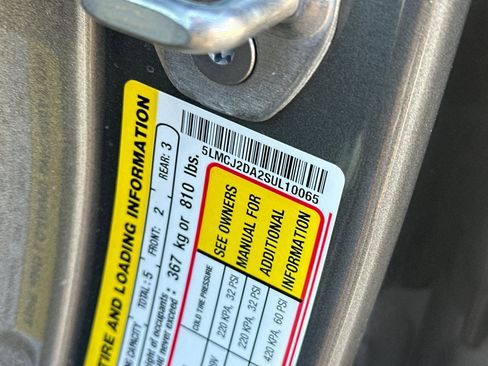 5LMCJ2DA2SUL10065
TIRE AND LOADING INFORMATION
CAPACITY TOTAL: 5 FRONT: 2 REAR: 3
of occupants
never exceed : 367 kg or 810 lbs.
COLD TIRE PRESSURE
220 KPA, 32 PSI
220 KPA, 32 PSI
420 KPA, 60 PSI
SEE OWNERS
MANUAL FOR
ADDITIONAL
INFORMATION